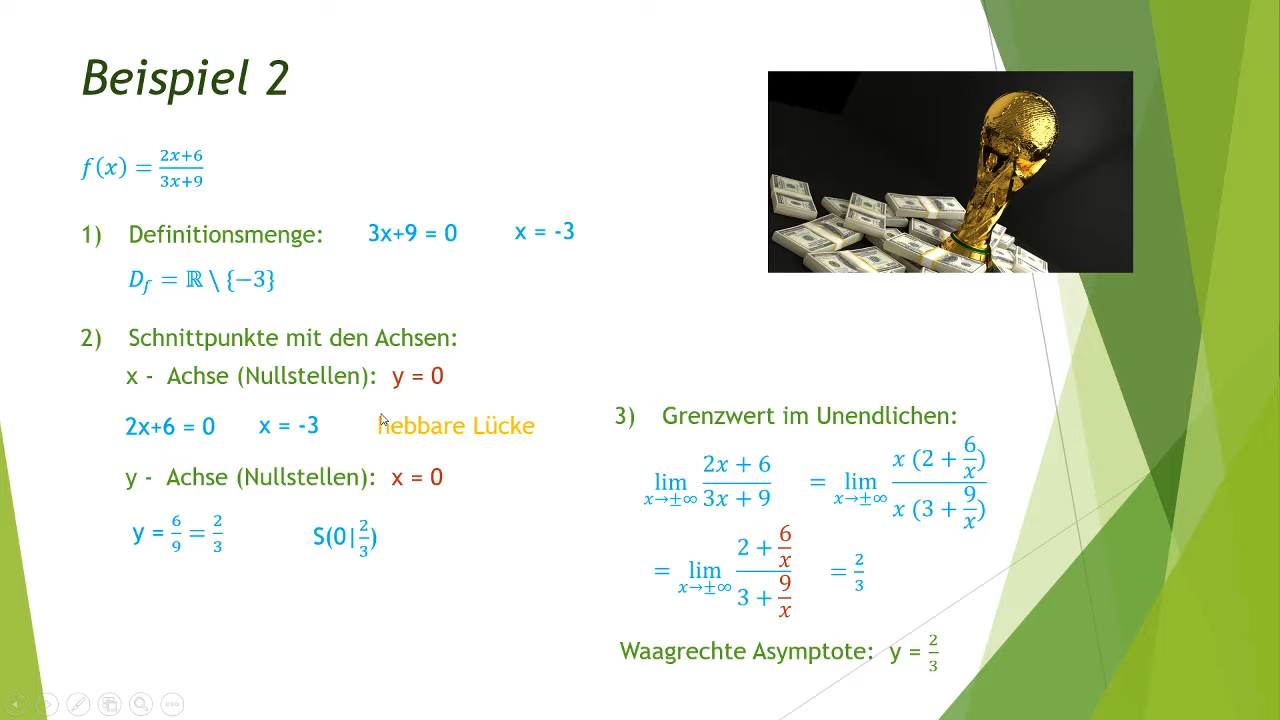 Beispiel 2
f(x) = (2x+6)/(3x+9)
1) Definitionsmenge: 3x+9 = 0 x = -3
D_f = ℝ \ {−3}
2) Schnittpunkte mit den Achsen:
x - Achse (Nullstellen): y = 0
2x+6 = 0 x = -3 hebbare Lücke
y - Achse (Nullstellen): x = 0
y = 6/9 = 2/3 S(0|2/3)
3) Grenzwert im Unendlichen:
lim x→±∞ (2x + 6)/(3x + 9) = lim x→±∞ (x (2 + 6/x))/(x (3 + 9/x))
= lim x→±∞ (2 + 6/x)/(3 + 9/x) = 2/3
Waagrechte Asymptote: y = 2/3